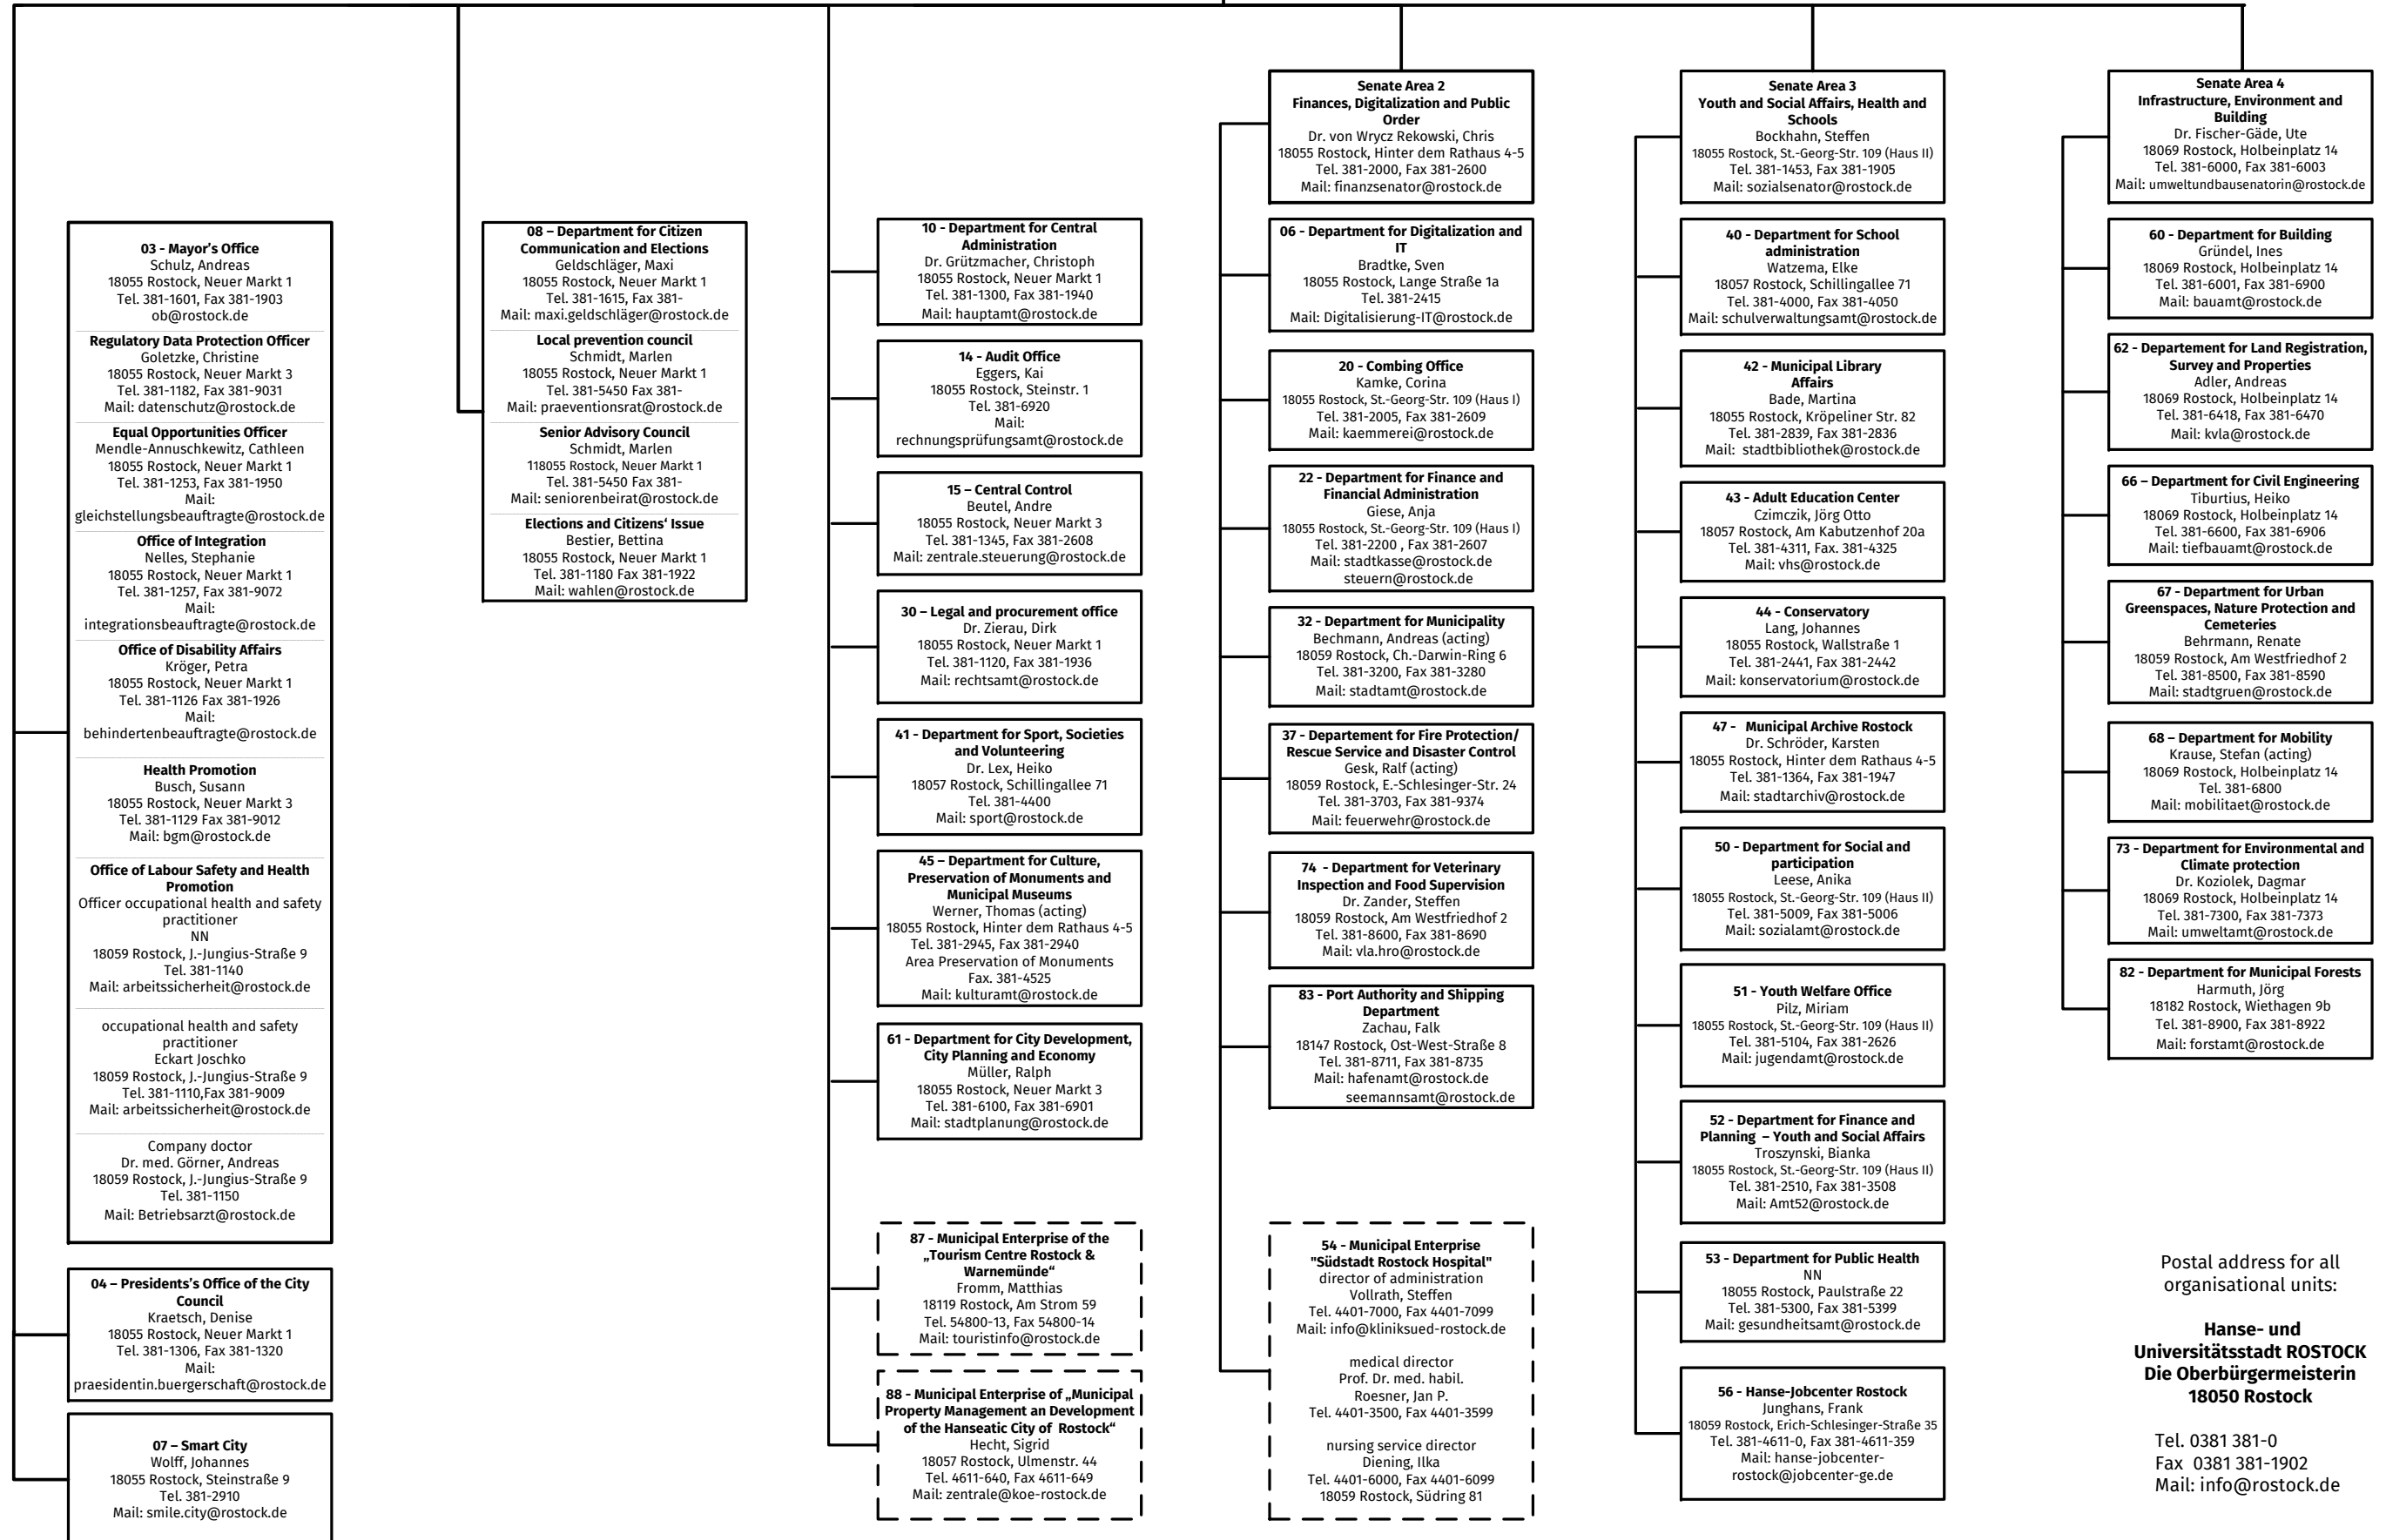 03 - Mayor's Office
Schulz, Andreas
18055 Rostock, Neuer Markt 1
Tel. 381-1601, Fax 381-1903
ob@rostock.de
Regulatory Data Protection Officer
Goletzke, Christine
18055 Rostock, Neuer Markt 3
Tel. 381-1182, Fax 381-9031
Mail: datenschutz@rostock.de
Equal Opportunities Officer
Mendle-Annuschkewitz, Cathleen
18055 Rostock, Neuer Markt 1
Tel. 381-1253, Fax 381-1950
Mail:
gleichstellungsbeauftragte@rostock.de
Office of Integration
Nelles, Stephanie
18055 Rostock, Neuer Markt 1
Tel. 381-1257, Fax 381-9072
Mail:
integrationsbeauftragte@rostock.de
Office of Disability Affairs
Kröger, Petra
18055 Rostock, Neuer Markt 1
Tel. 381-1126 Fax 381-1926
Mail:
behindertenbeauftragte@rostock.de
Health Promotion
Busch, Susann
18055 Rostock, Neuer Markt 3
Tel. 381-1129 Fax 381-9012
Mail: bgm@rostock.de
Office of Labour Safety and Health
Promotion
Officer occupational health and safety
practitioner
NN
18059 Rostock, J.-Jungius-Straße 9
Tel. 381-1140
Mail: arbeitssicherheit@rostock.de
occupational health and safety
practitioner
Eckart Joschko
18059 Rostock, J.-Jungius-Straße 9
Tel. 381-1110,Fax 381-9009
Mail: arbeitssicherheit@rostock.de
Company doctor
Dr. med. Görner, Andreas
18059 Rostock, J.-Jungius-Straße 9
Tel. 381-1150
Mail: Betriebsarzt@rostock.de
04 – Presidents's Office of the City
Council
Kraetsch, Denise
18055 Rostock, Neuer Markt 1
Tel. 381-1306, Fax 381-1320
Mail:
praesidentin.buergerschaft@rostock.de
07 – Smart City
Wolff, Johannes
18055 Rostock, Steinstraße 9
Tel. 381-2910
Mail: smile.city@rostock.de
08 – Department for Citizen
Communication and Elections
Geldschläger, Maxi
18055 Rostock, Neuer Markt 1
Tel. 381-1615, Fax 381-
Mail: maxi.geldschläger@rostock.de
Local prevention council
Schmidt, Marlen
18055 Rostock, Neuer Markt 1
Tel. 381-5450 Fax 381-
Mail: praeventionsrat@rostock.de
Senior Advisory Council
Schmidt, Marlen
118055 Rostock, Neuer Markt 1
Tel. 381-5450 Fax 381-
Mail: seniorenbeirat@rostock.de
Elections and Citizens‘ Issue
Bestier, Bettina
18055 Rostock, Neuer Markt 1
Tel. 381-1180 Fax 381-1922
Mail: wahlen@rostock.de
10 - Department for Central
Administration
Dr. Grützmacher, Christoph
18055 Rostock, Neuer Markt 1
Tel. 381-1300, Fax 381-1940
Mail: hauptamt@rostock.de
14 - Audit Office
Eggers, Kai
18055 Rostock, Steinstr. 1
Tel. 381-6920
Mail:
rechnungsprüfungsamt@rostock.de
15 – Central Control
Beutel, Andre
18055 Rostock, Neuer Markt 3
Tel. 381-1345, Fax 381-2608
Mail: zentrale.steuerung@rostock.de
30 – Legal and procurement office
Dr. Zierau, Dirk
18055 Rostock, Neuer Markt 1
Tel. 381-1120, Fax 381-1936
Mail: rechtsamt@rostock.de
41 - Department for Sport, Societies
and Volunteering
Dr. Lex, Heiko
18057 Rostock, Schillingallee 71
Tel. 381-4400
Mail: sport@rostock.de
45 – Department for Culture,
Preservation of Monuments and
Municipal Museums
Werner, Thomas (acting)
18055 Rostock, Hinter dem Rathaus 4-5
Tel. 381-2945, Fax 381-2940
Area Preservation of Monuments
Fax. 381-4525
Mail: kulturamt@rostock.de
61 - Department for City Development,
City Planning and Economy
Müller, Ralph
18055 Rostock, Neuer Markt 3
Tel. 381-6100, Fax 381-6901
Mail: stadtplanung@rostock.de
87 - Municipal Enterprise of the
„Tourism Centre Rostock &
Warnemünde“
Fromm, Matthias
18119 Rostock, Am Strom 59
Tel. 54800-13, Fax 54800-14
Mail: touristinfo@rostock.de
88 - Municipal Enterprise of „Municipal
Property Management an Development
of the Hanseatic City of Rostock“
Hecht, Sigrid
18057 Rostock, Ulmenstr. 44
Tel. 4611-640, Fax 4611-649
Mail: zentrale@koe-rostock.de
Senate Area 2
Finances, Digitalization and Public
Order
Dr. von Wrycz Rekowski, Chris
18055 Rostock, Hinter dem Rathaus 4-5
Tel. 381-2000, Fax 381-2600
Mail: finanzsenator@rostock.de
06 - Department for Digitalization and
IT
Bradtke, Sven
18055 Rostock, Lange Straße 1a
Tel. 381-2415
Mail: Digitalisierung-IT@rostock.de
20 - Combing Office
Kamke, Corina
18055 Rostock, St.-Georg-Str. 109 (Haus I)
Tel. 381-2005, Fax 381-2609
Mail: kaemmerei@rostock.de
22 - Department for Finance and
Financial Administration
Giese, Anja
18055 Rostock, St.-Georg-Str. 109 (Haus I)
Tel. 381-2200 , Fax 381-2607
Mail: stadtkasse@rostock.de
steuern@rostock.de
32 - Department for Municipality
Bechmann, Andreas (acting)
18059 Rostock, Ch.-Darwin-Ring 6
Tel. 381-3200, Fax 381-3280
Mail: stadtamt@rostock.de
37 - Departement for Fire Protection/
Rescue Service and Disaster Control
Gesk, Ralf (acting)
18059 Rostock, E.-Schlesinger-Str. 24
Tel. 381-3703, Fax 381-9374
Mail: feuerwehr@rostock.de
74 - Department for Veterinary
Inspection and Food Supervision
Dr. Zander, Steffen
18059 Rostock, Am Westfriedhof 2
Tel. 381-8600, Fax 381-8690
Mail: vla.hro@rostock.de
83 - Port Authority and Shipping
Department
Zachau, Falk
18147 Rostock, Ost-West-Straße 8
Tel. 381-8711, Fax 381-8735
Mail: hafenamt@rostock.de
seemannsamt@rostock.de
54 - Municipal Enterprise
"Südstadt Rostock Hospital"
director of administration
Vollrath, Steffen
Tel. 4401-7000, Fax 4401-7099
Mail: info@kliniksued-rostock.de
medical director
Prof. Dr. med. habil.
Roesner, Jan P.
Tel. 4401-3500, Fax 4401-3599
nursing service director
Diening, Ilka
Tel. 4401-6000, Fax 4401-6099
18059 Rostock, Südring 81
Senate Area 3
Youth and Social Affairs, Health and
Schools
Bockhahn, Steffen
18055 Rostock, St.-Georg-Str. 109 (Haus II)
Tel. 381-1453, Fax 381-1905
Mail: sozialsenator@rostock.de
40 - Department for School
administration
Watzema, Elke
18057 Rostock, Schillingallee 71
Tel. 381-4000, Fax 381-4050
Mail: schulverwaltungsamt@rostock.de
42 - Municipal Library
Affairs
Bade, Martina
18055 Rostock, Kröpeliner Str. 82
Tel. 381-2839, Fax 381-2836
Mail: stadtbibliothek@rostock.de
43 - Adult Education Center
Czimczik, Jörg Otto
18057 Rostock, Am Kabutzenhof 20a
Tel. 381-4311, Fax. 381-4325
Mail: vhs@rostock.de
44 - Conservatory
Lang, Johannes
18055 Rostock, Wallstraße 1
Tel. 381-2441, Fax 381-2442
Mail: konservatorium@rostock.de
47 - Municipal Archive Rostock
Dr. Schröder, Karsten
18055 Rostock, Hinter dem Rathaus 4-5
Tel. 381-1364, Fax 381-1947
Mail: stadtarchiv@rostock.de
50 - Department for Social and
participation
Leese, Anika
18055 Rostock, St.-Georg-Str. 109 (Haus II)
Tel. 381-5009, Fax 381-5006
Mail: sozialamt@rostock.de
51 - Youth Welfare Office
Pilz, Miriam
18055 Rostock, St.-Georg-Str. 109 (Haus II)
Tel. 381-5104, Fax 381-2626
Mail: jugendamt@rostock.de
52 - Department for Finance and
Planning – Youth and Social Affairs
Troszynski, Bianka
18055 Rostock, St.-Georg-Str. 109 (Haus II)
Tel. 381-2510, Fax 381-3508
Mail: Amt52@rostock.de
53 - Department for Public Health
NN
18055 Rostock, Paulstraße 22
Tel. 381-5300, Fax 381-5399
Mail: gesundheitsamt@rostock.de
56 - Hanse-Jobcenter Rostock
Junghans, Frank
18059 Rostock, Erich-Schlesinger-Straße 35
Tel. 381-4611-0, Fax 381-4611-359
Mail: hanse-jobcenter-
rostock@jobcenter-ge.de
Senate Area 4
Infrastructure, Environment and
Building
Dr. Fischer-Gäde, Ute
18069 Rostock, Holbeinplatz 14
Tel. 381-6000, Fax 381-6003
Mail: umweltundbausenatorin@rostock.de
60 - Department for Building
Gründel, Ines
18069 Rostock, Holbeinplatz 14
Tel. 381-6001, Fax 381-6900
Mail: bauamt@rostock.de
62 - Departement for Land Registration,
Survey and Properties
Adler, Andreas
18069 Rostock, Holbeinplatz 14
Tel. 381-6418, Fax 381-6470
Mail: kvla@rostock.de
66 – Department for Civil Engineering
Tiburtius, Heiko
18069 Rostock, Holbeinplatz 14
Tel. 381-6600, Fax 381-6906
Mail: tiefbauamt@rostock.de
67 - Department for Urban
Greenspaces, Nature Protection and
Cemeteries
Behrmann, Renate
18059 Rostock, Am Westfriedhof 2
Tel. 381-8500, Fax 381-8590
Mail: stadtgruen@rostock.de
68 – Department for Mobility
Krause, Stefan (acting)
18069 Rostock, Holbeinplatz 14
Tel. 381-6800
Mail: mobilitaet@rostock.de
73 - Department for Environmental and
Climate protection
Dr. Koziolek, Dagmar
18069 Rostock, Holbeinplatz 14
Tel. 381-7300, Fax 381-7373
Mail: umweltamt@rostock.de
82 - Department for Municipal Forests
Harmuth, Jörg
18182 Rostock, Wiethagen 9b
Tel. 381-8900, Fax 381-8922
Mail: forstamt@rostock.de
Postal address for all
organisational units:
Hanse- und
Universitätsstadt ROSTOCK
Die Oberbürgermeisterin
18050 Rostock
Tel. 0381 381-0
Fax 0381 381-1902
Mail: info@rostock.de